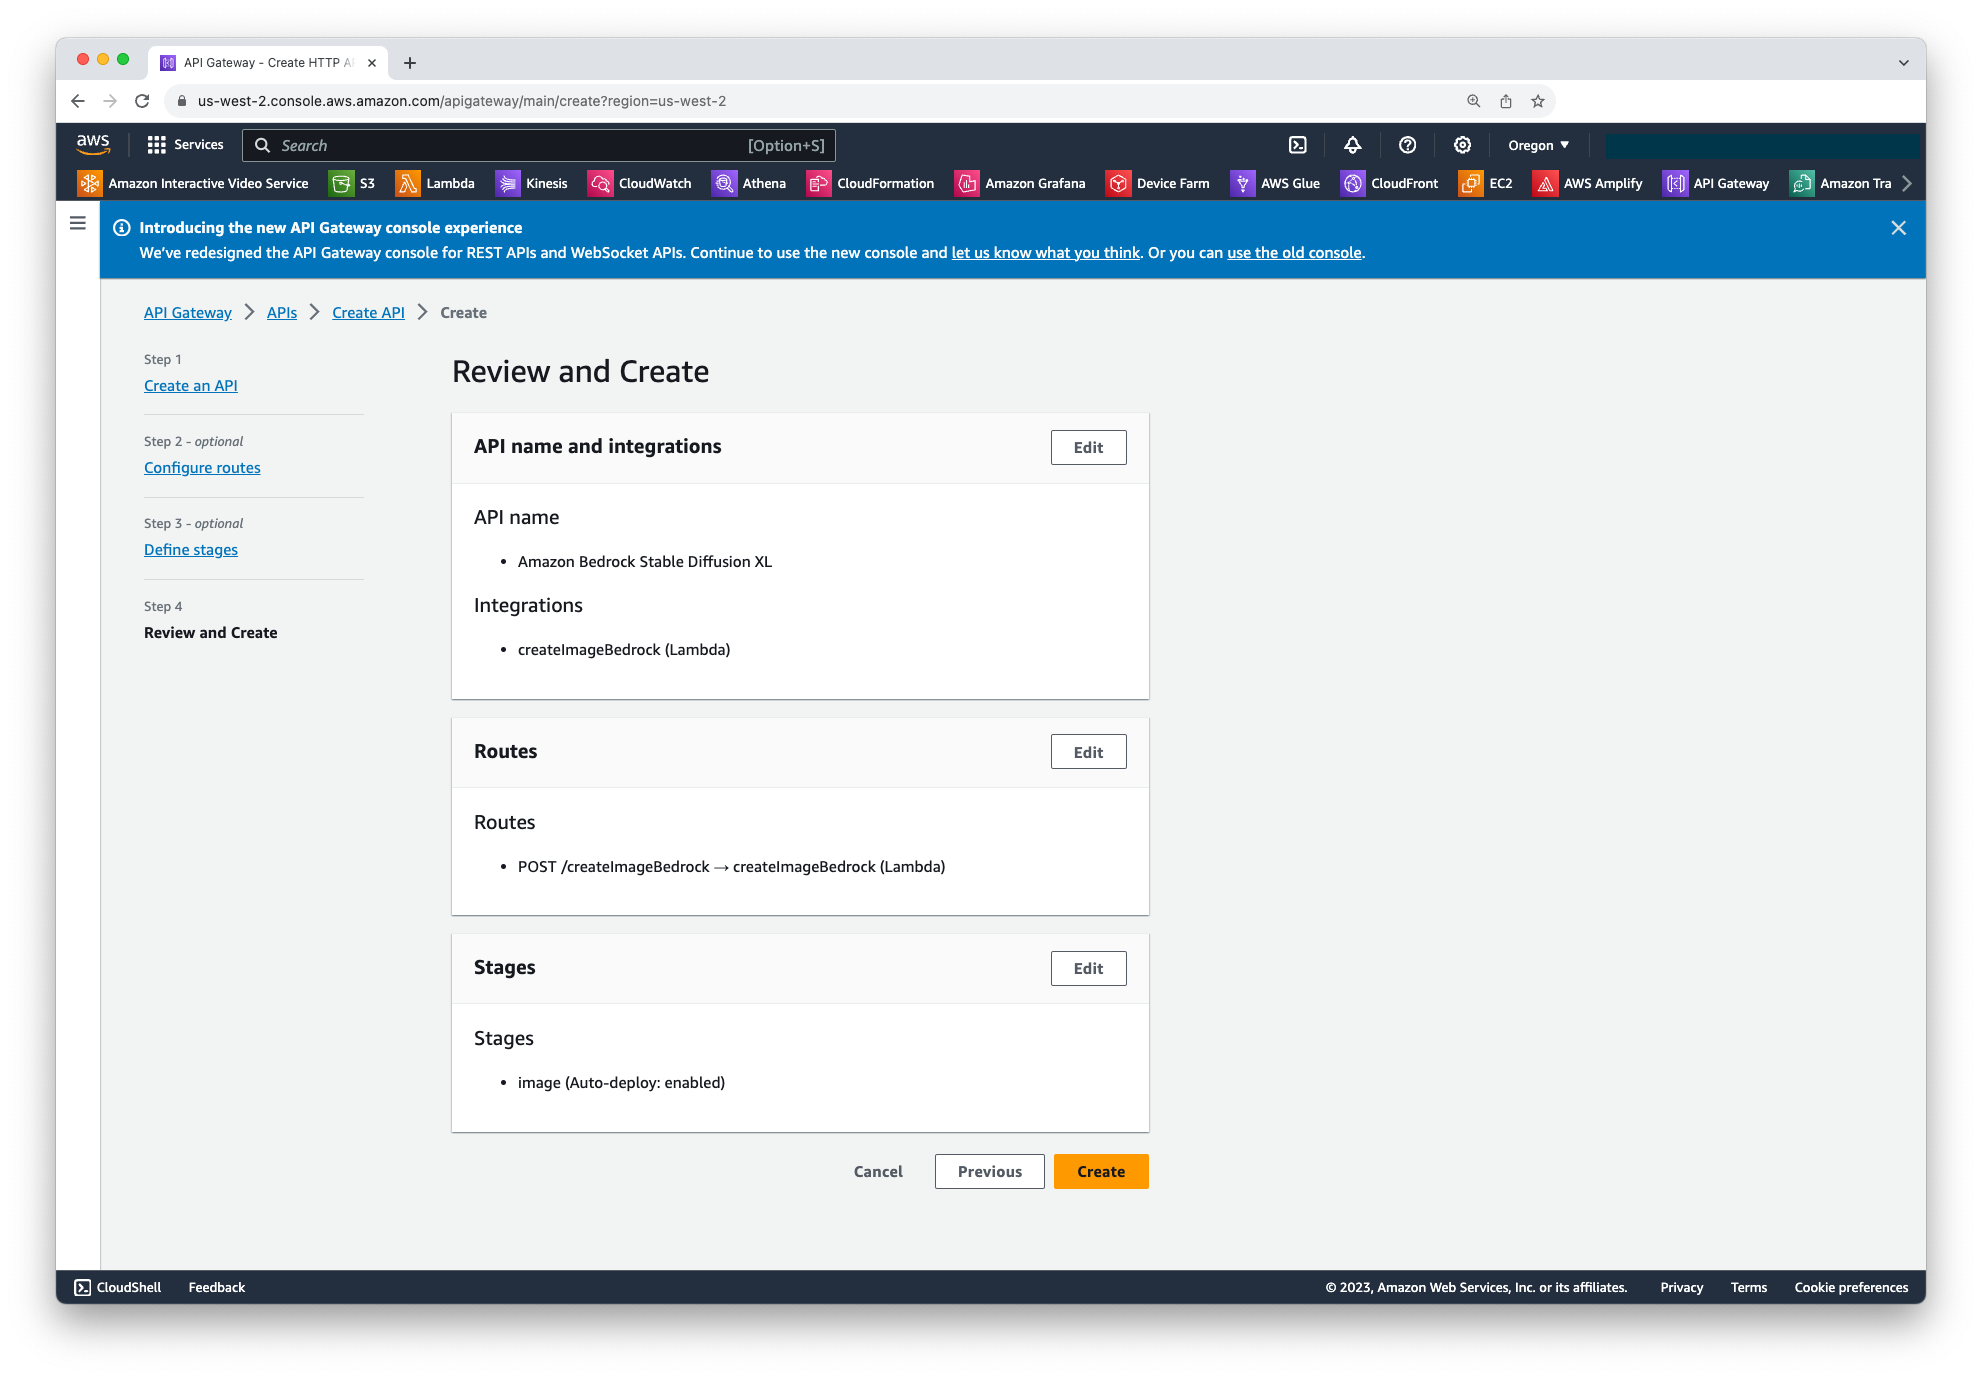 API Gateway - Create HTTP A
us-west-2.console.aws.amazon.com/apigateway/main/create?region=us-west-2
aws Services Search [Option+S] Oregon ▼
Amazon Interactive Video Service S3 Lambda Kinesis CloudWatch Athena CloudFormation Amazon Grafana Device Farm AWS Glue CloudFront EC2 AWS Amplify API Gateway Amazon Tra
Introducing the new API Gateway console experience
We've redesigned the API Gateway console for REST APIs and WebSocket APIs. Continue to use the new console and let us know what you think. Or you can use the old console.
API Gateway > APIs > Create API > Create
Step 1
Create an API
Step 2 - optional
Configure routes
Step 3 - optional
Define stages
Step 4
Review and Create
Review and Create
API name and integrations Edit
API name
• Amazon Bedrock Stable Diffusion XL
Integrations
• createImageBedrock (Lambda)
Routes Edit
Routes
• POST /createImageBedrock → createImageBedrock (Lambda)
Stages Edit
Stages
• image (Auto-deploy: enabled)
Cancel Previous Create
CloudShell Feedback © 2023, Amazon Web Services, Inc. or its affiliates. Privacy Terms Cookie preferences